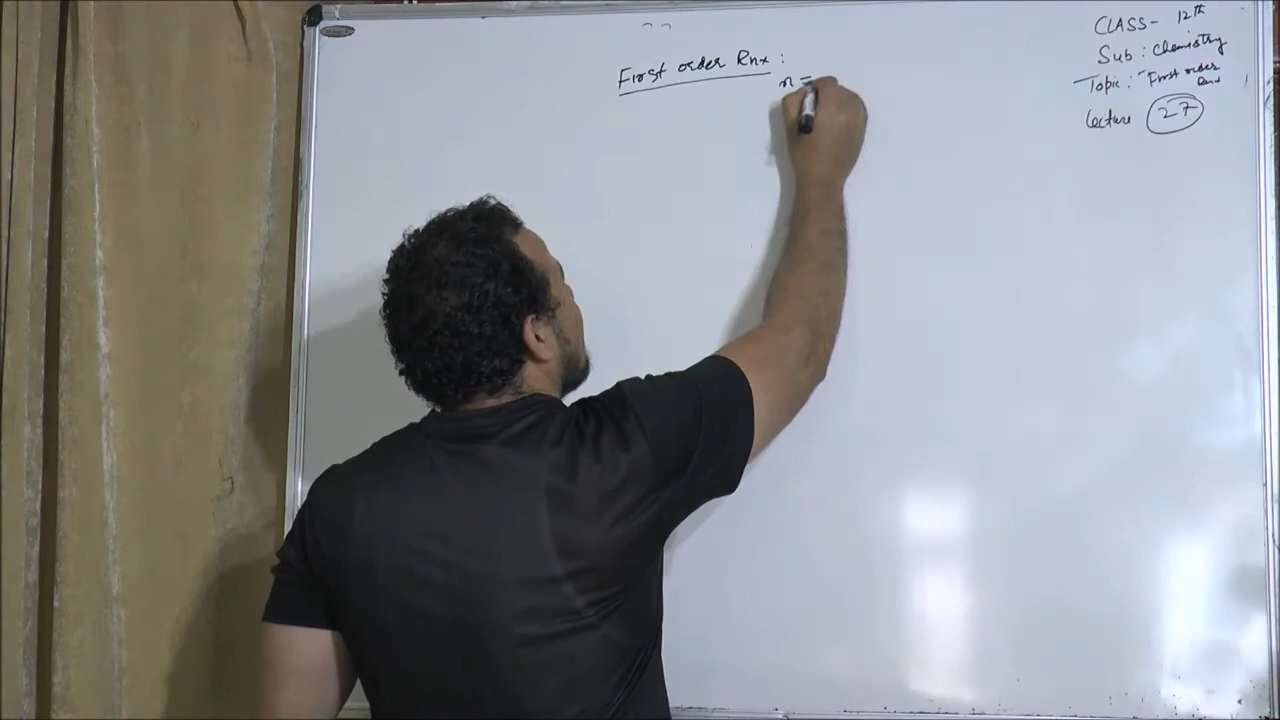 First order Rnx :
n =
CLASS- 12th
Sub : Chemistry
Topic :- First order
Rnx
Lecture 27